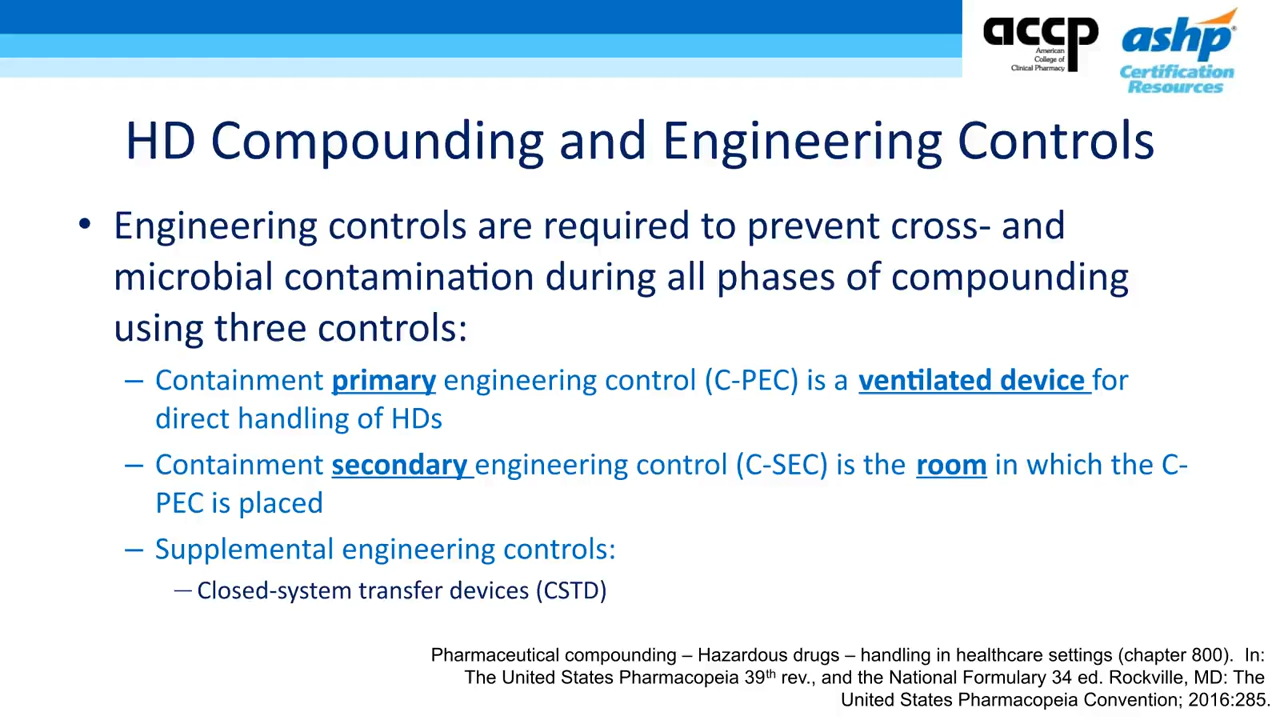 accp
American
College of
Clinical Pharmacy
ashp®
Certification
Resources
HD Compounding and Engineering Controls
• Engineering controls are required to prevent cross- and
microbial contamination during all phases of compounding
using three controls:
– Containment primary engineering control (C-PEC) is a ventilated device for
direct handling of HDs
– Containment secondary engineering control (C-SEC) is the room in which the C-
PEC is placed
– Supplemental engineering controls:
– Closed-system transfer devices (CSTD)
Pharmaceutical compounding – Hazardous drugs – handling in healthcare settings (chapter 800). In:
The United States Pharmacopeia 39th rev., and the National Formulary 34 ed. Rockville, MD: The
United States Pharmacopeia Convention; 2016:285.